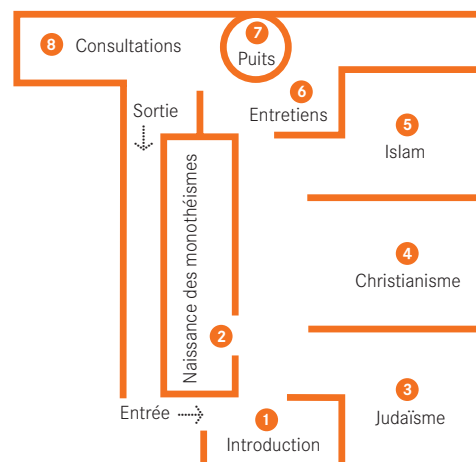 8 Consultations
7
Puits
6
Entretiens
Sortie
5
Islam
Naissance des monothéismes
2
4
Christianisme
3
Judaïsme
Entrée
1
Introduction